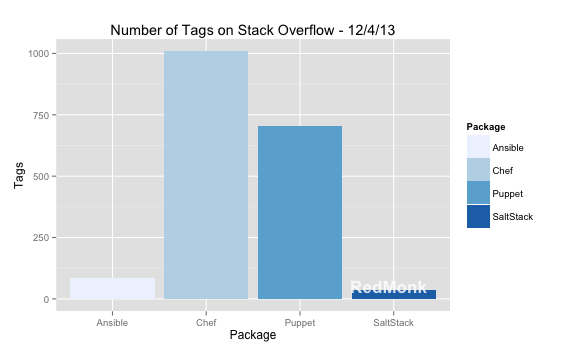 Number of Tags on Stack Overflow - 12/4/13
1000
750
500
250
0
Tags
Ansible
Chef
Puppet
SaltStack
Package
RedMonk
Package
Ansible
Chef
Puppet
SaltStack